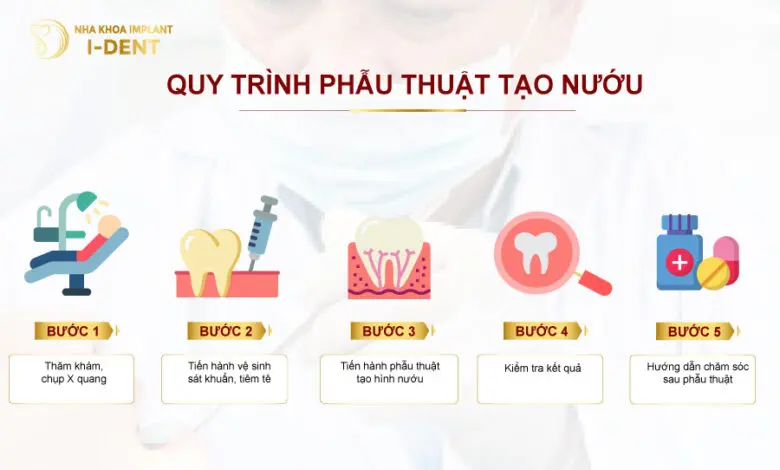 NHA KHOA IMPLANT
I-DENT
QUY TRÌNH PHẪU THUẬT TẠO NƯỚU
BƯỚC 1
Thăm khám,
chụp X quang
BƯỚC 2
Tiến hành vệ sinh
sát khuẩn, tiêm tê
BƯỚC 3
Tiến hành phẫu thuật
tạo hình nướu
BƯỚC 4
Kiểm tra kết quả
BƯỚC 5
Hướng dẫn chăm sóc
sau phẫu thuật